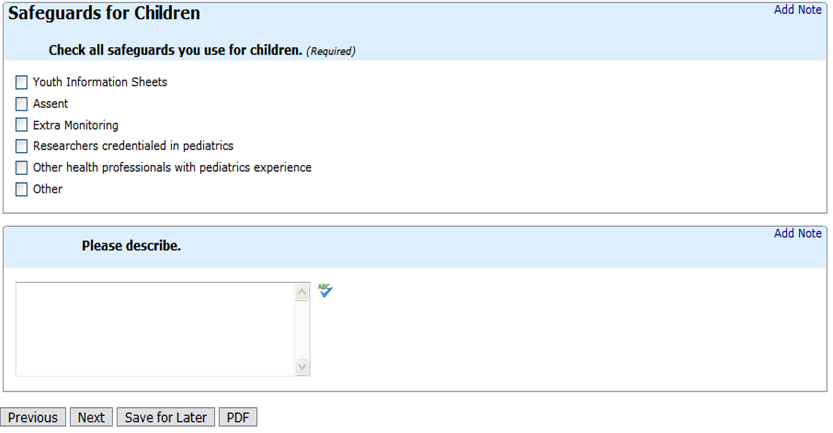 Safeguards for Children
Add Note
Check all safeguards you use for children. (Required)
Youth Information Sheets
Assent
Extra Monitoring
Researchers credentialed in pediatrics
Other health professionals with pediatrics experience
Other
Add Note
Please describe.
ABC
Previous Next Save for Later PDF